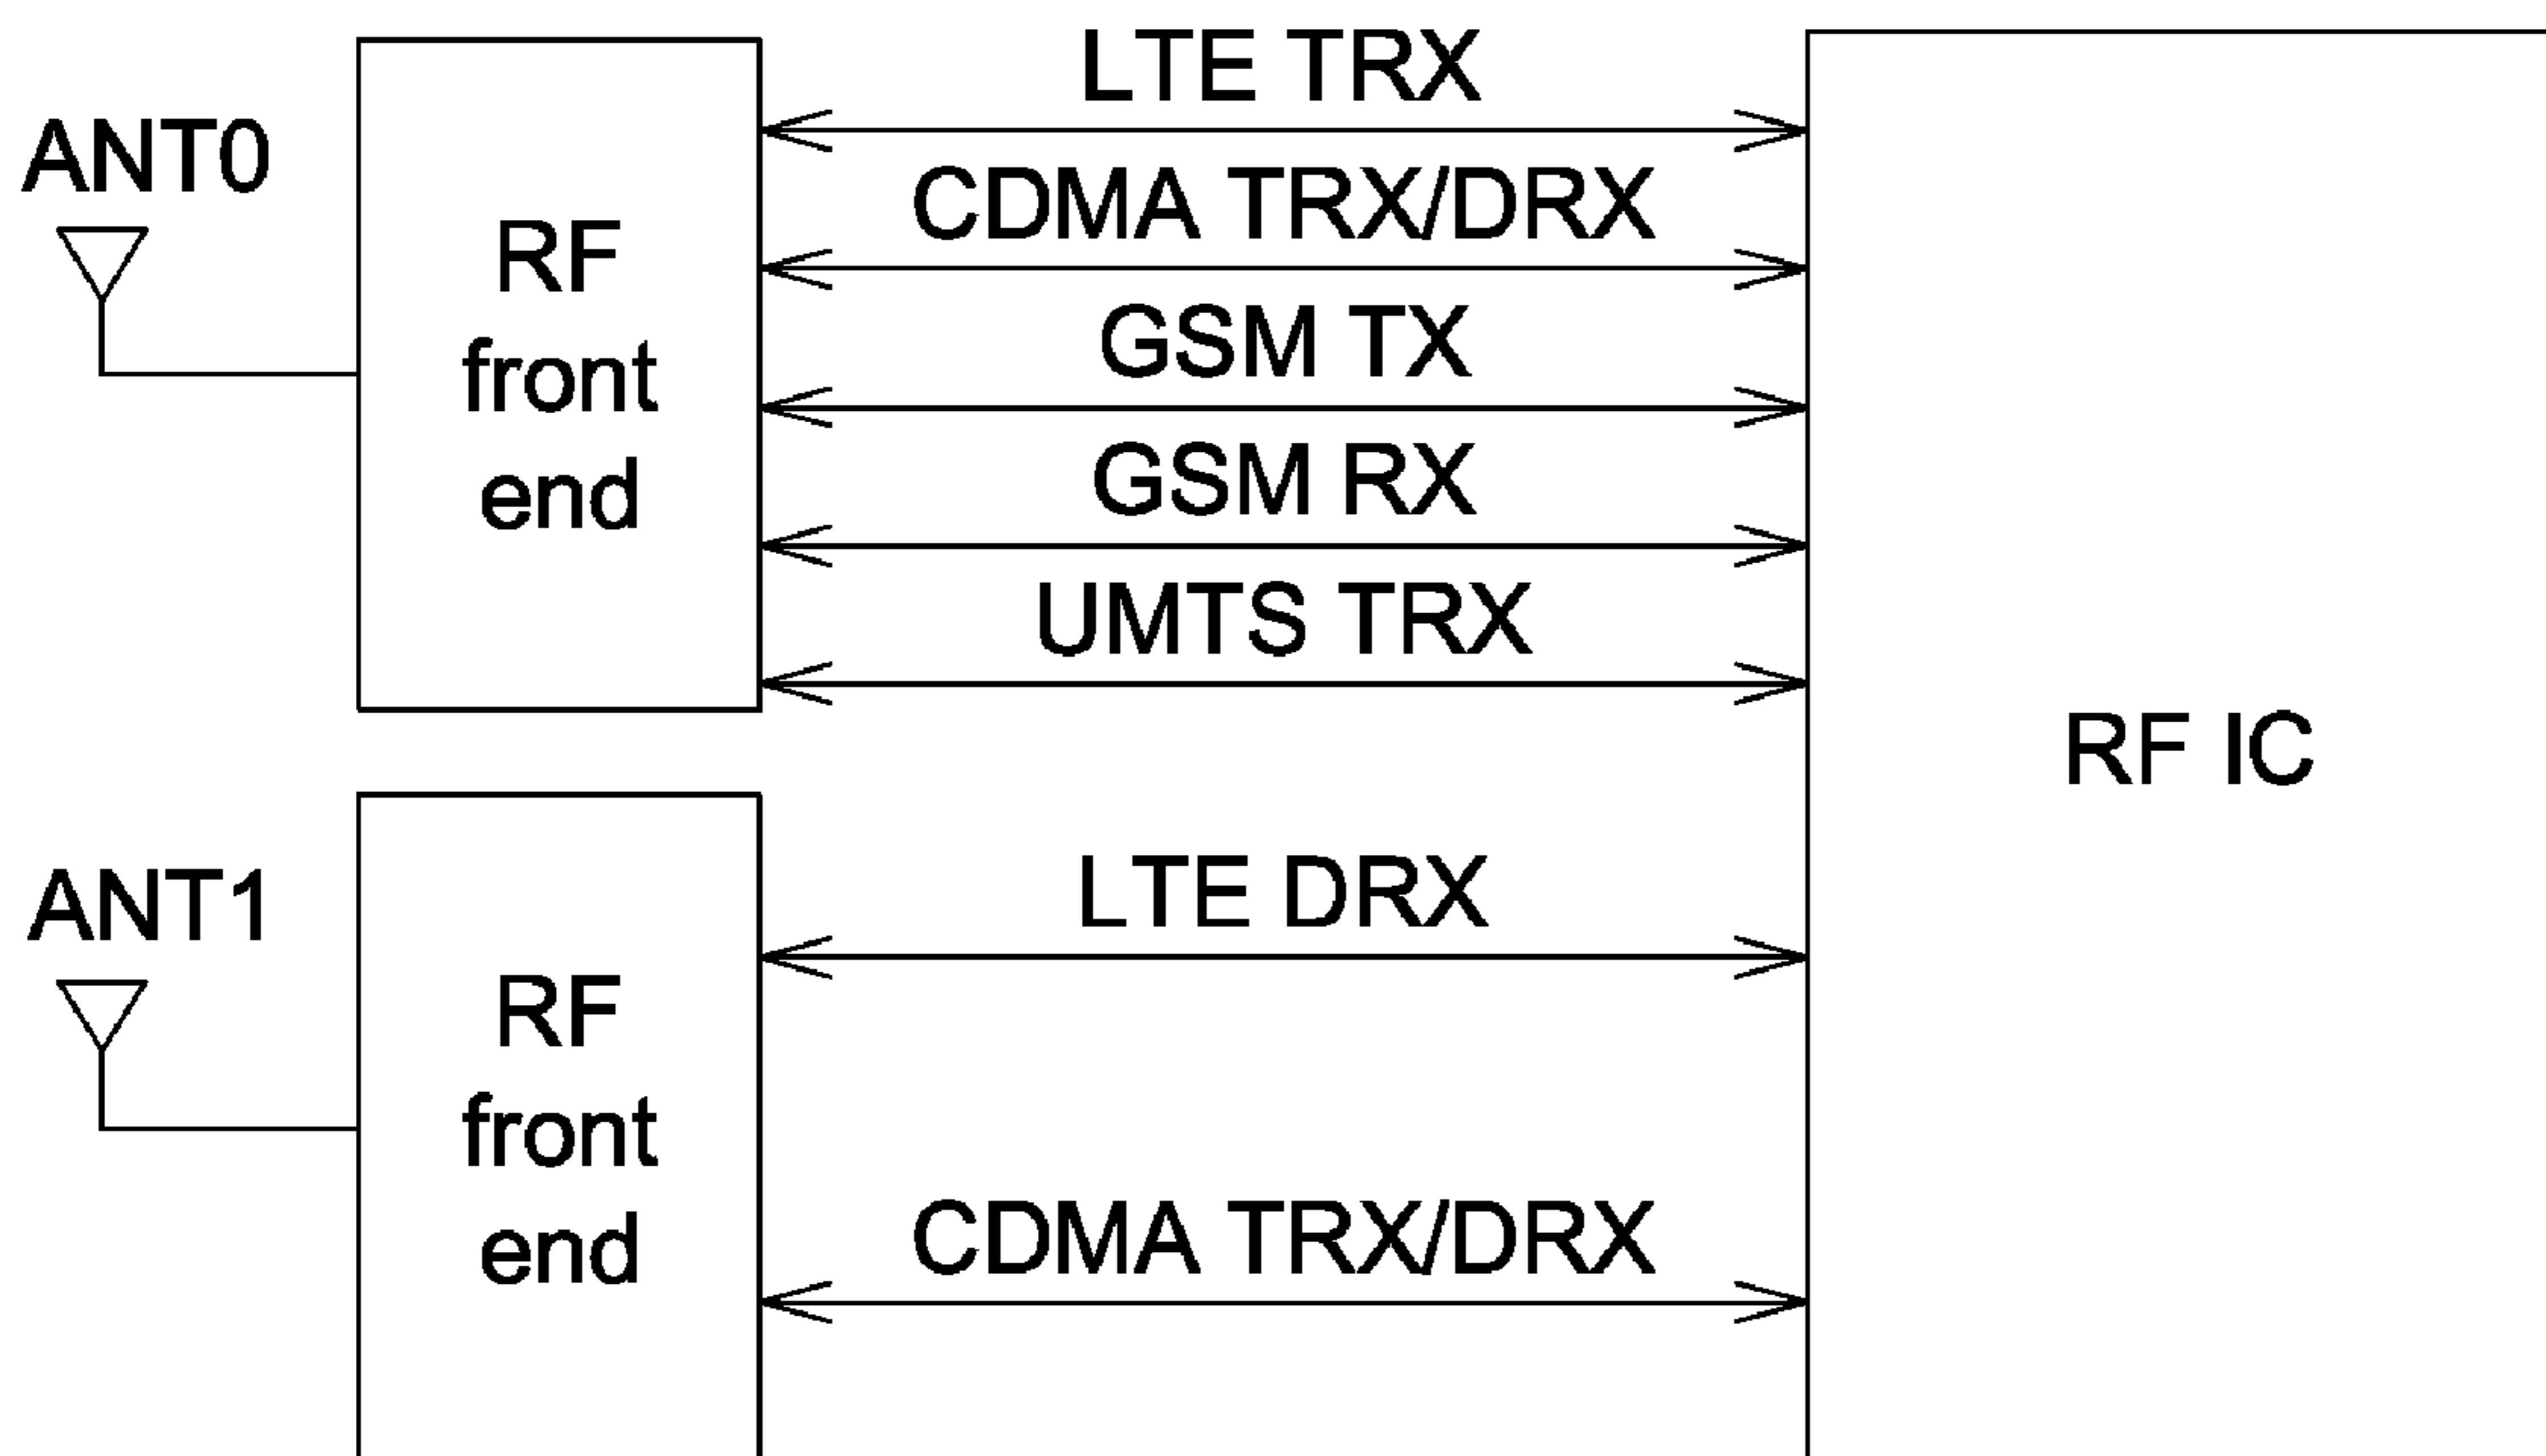 ANT0
RF
front
end
LTE TRX
CDMA TRX/DRX
GSM TX
GSM RX
UMTS TRX
RF IC
ANT1
RF
front
end
LTE DRX
CDMA TRX/DRX